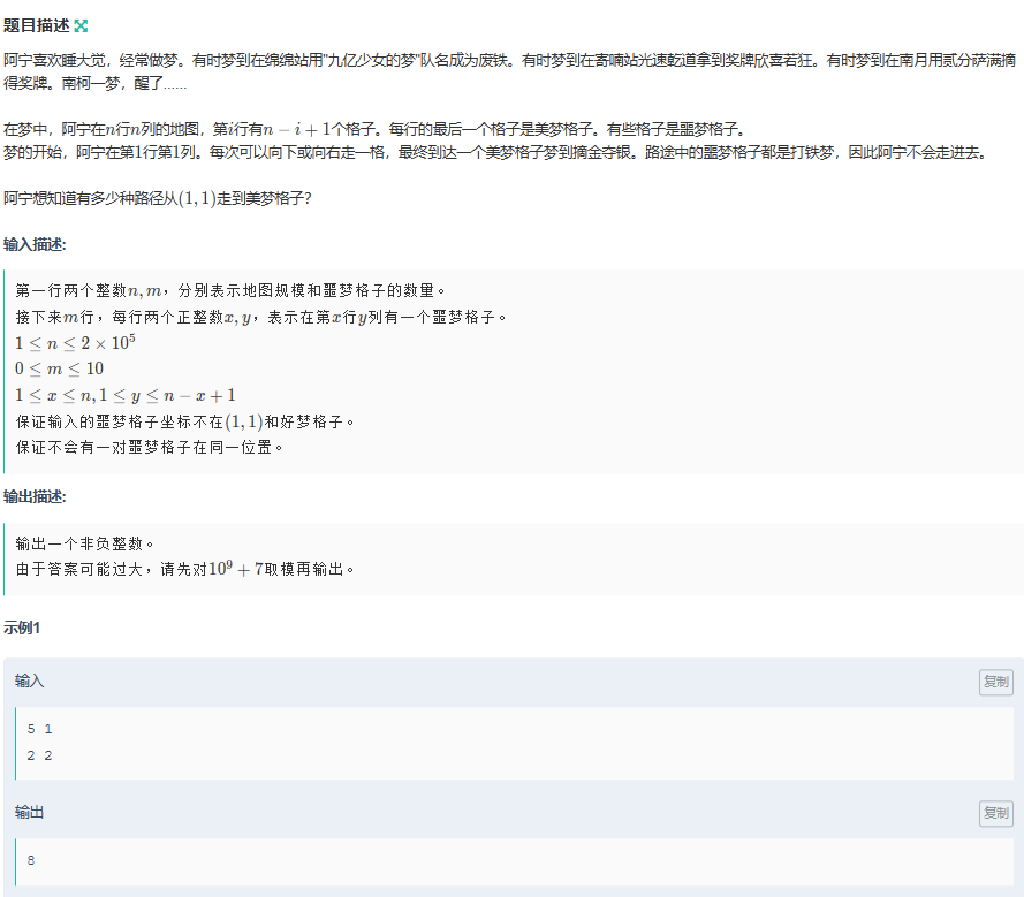 题目描述
阿宁喜欢睡大觉，经常做梦。有时梦到在绵绵站用"九亿少女的梦"队名成为废铁。有时梦到在寄喃站光速乾道拿到奖牌欣喜若狂。有时梦到在南月用贰分萨满摘
得奖牌。南柯一梦，醒了......
在梦中，阿宁在n行n列的地图，第i行有n − i + 1个格子。每行的最后一个格子是美梦格子。有些格子是噩梦格子。
梦的开始，阿宁在第1行第1列。每次可以向下或向右走一格，最终到达一个美梦格子梦到摘金夺银。路途中的噩梦格子都是打铁梦，因此阿宁不会走进去。
阿宁想知道有多少种路径从(1, 1)走到美梦格子？
输入描述:
第一行两个整数n, m，分别表示地图规模和噩梦格子的数量。
接下来m行，每行两个正整数x, y，表示在第x行y列有一个噩梦格子。
1 ≤ n ≤ 2 × 10⁵
0 ≤ m ≤ 10
1 ≤ x ≤ n, 1 ≤ y ≤ n − x + 1
保证输入的噩梦格子坐标不在(1, 1)和好梦格子。
保证不会有一对噩梦格子在同一位置。
输出描述:
输出一个非负整数。
由于答案可能过大，请先对10⁹ + 7取模再输出。
示例1
输入
复制
5 1
2 2
输出
复制
8